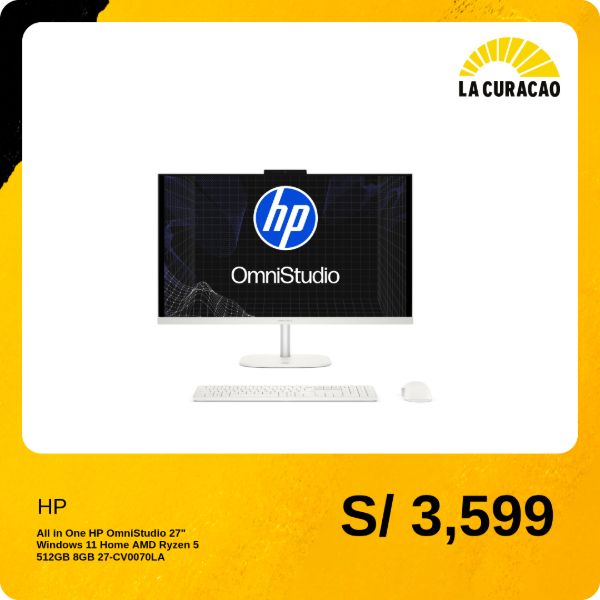 LA CURACAO
hp
OmniStudio
HP
S/ 3,599
All in One HP OmniStudio 27"
Windows 11 Home AMD Ryzen 5
512GB 8GB 27-CV0070LA